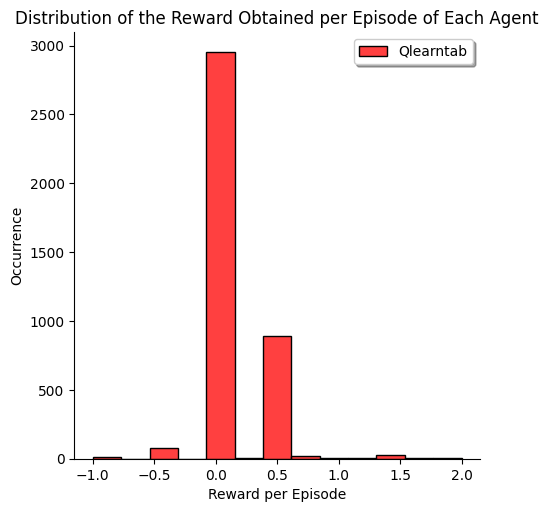 Distribution of the Reward Obtained per Episode of Each Agent
Qlearntab
3000
2500
2000
1500
1000
500
0
Occurrence
−1.0 −0.5 0.0 0.5 1.0 1.5 2.0
Reward per Episode